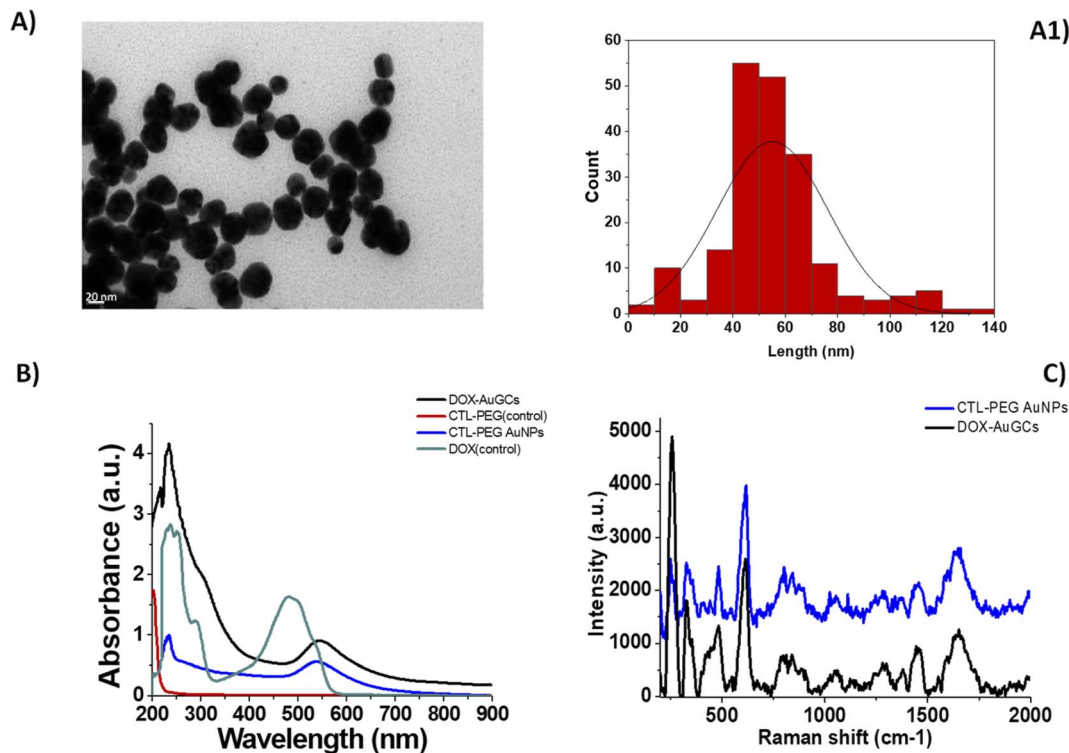 A)
20 nm
A1)
60
50
40
30
20
10
0
Count
0 20 40 60 80 100 120 140
Length (nm)
B)
DOX-AuGCs
CTL-PEG(control)
CTL-PEG AuNPs
DOX(control)
4
3
2
1
0
Absorbance (a.u.)
200 300 400 500 600 700 800 900
Wavelength (nm)
C)
CTL-PEG AuNPs
DOX-AuGCs
5000
4000
3000
2000
1000
0
Intensity (a.u.)
500 1000 1500 2000
Raman shift (cm-1)